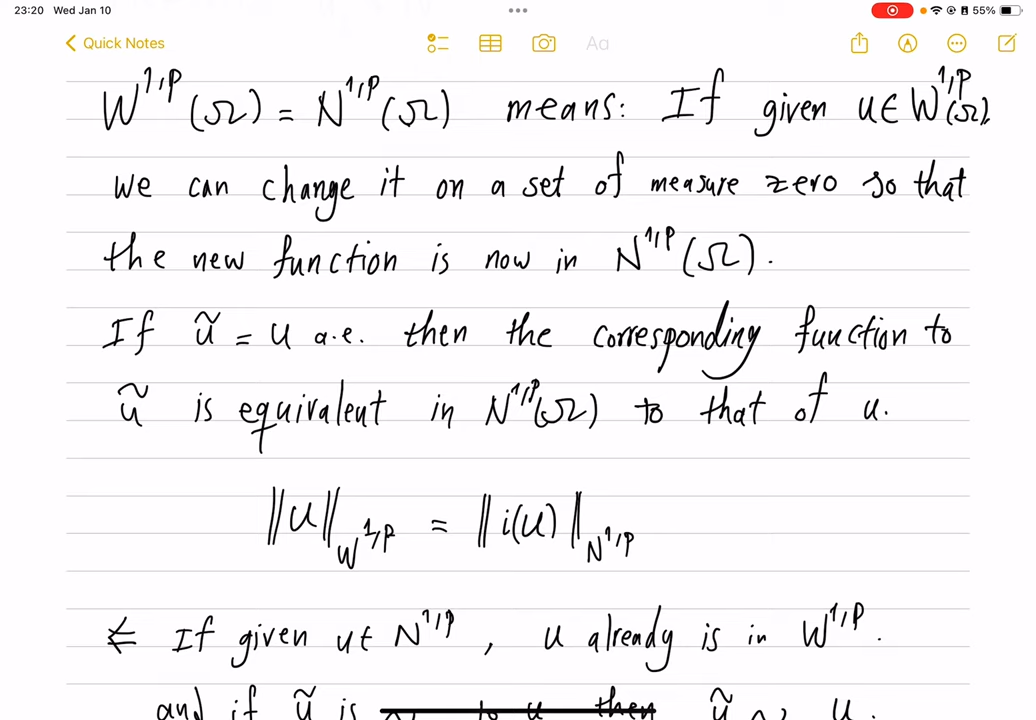 23:20 Wed Jan 10 55%
Quick Notes Aa
W^{1,p}(Ω) = N^{1,p}(Ω) means: If given u ∈ W^{1,p}(Ω),
we can change it on a set of measure zero so that
the new function is now in N^{1,p}(Ω).
If ũ = u a.e. then the corresponding function to
ũ is equivalent in N^{1,p}(Ω) to that of u.
‖u‖_{W^{1,p}} = ‖i(u)‖_{N^{1,p}}
⇐ If given u ∈ N^{1,p}, u already is in W^{1,p}.
and if ũ is to u then ũ ~ u.